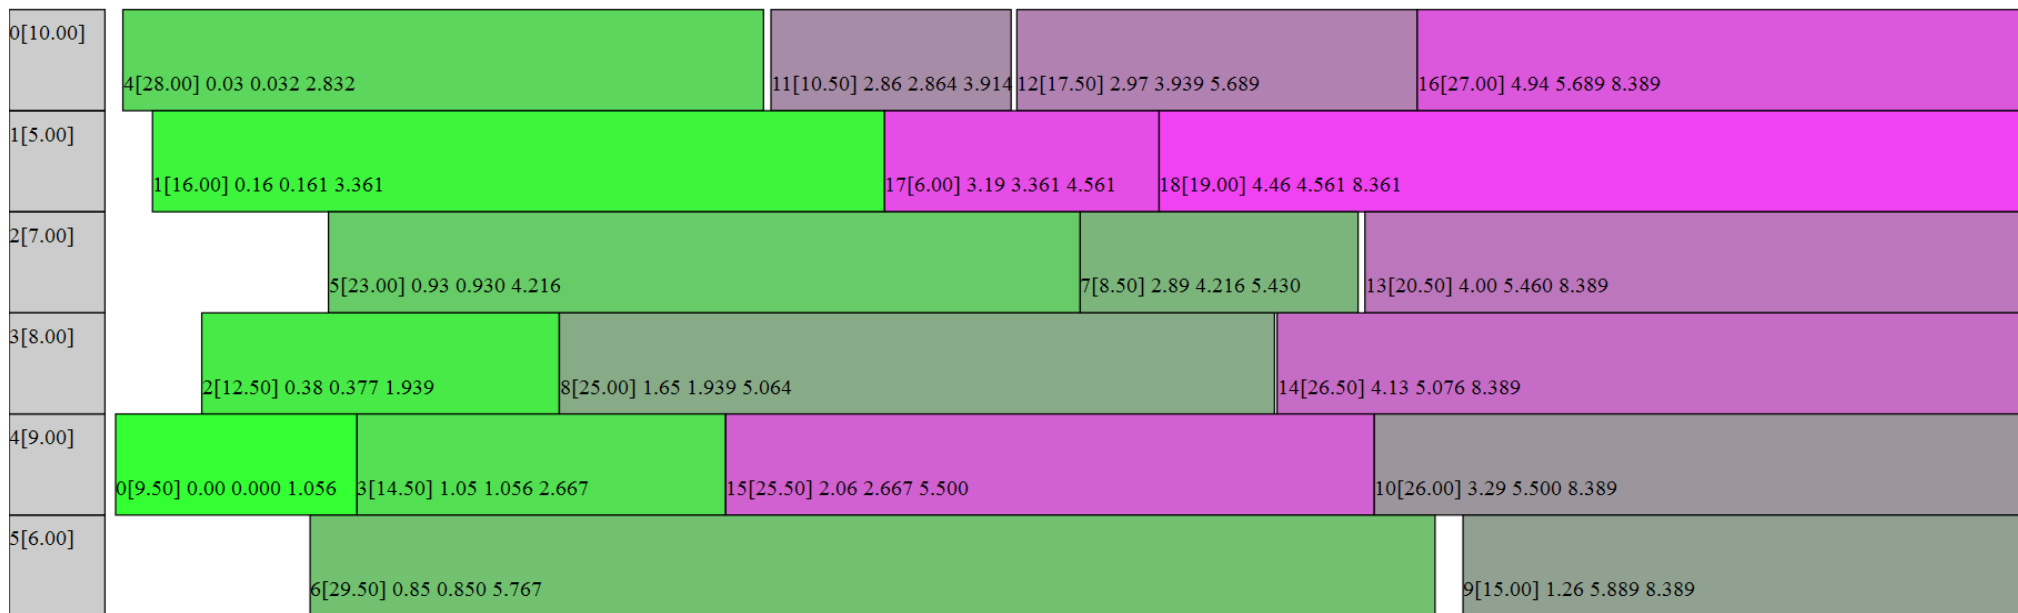 0[10.00]
4[28.00] 0.03 0.032 2.832
11[10.50] 2.86 2.864 3.914
12[17.50] 2.97 3.939 5.689
16[27.00] 4.94 5.689 8.389
1[5.00]
1[16.00] 0.16 0.161 3.361
17[6.00] 3.19 3.361 4.561
18[19.00] 4.46 4.561 8.361
2[7.00]
5[23.00] 0.93 0.930 4.216
7[8.50] 2.89 4.216 5.430
13[20.50] 4.00 5.460 8.389
3[8.00]
2[12.50] 0.38 0.377 1.939
8[25.00] 1.65 1.939 5.064
14[26.50] 4.13 5.076 8.389
4[9.00]
0[9.50] 0.00 0.000 1.056
3[14.50] 1.05 1.056 2.667
15[25.50] 2.06 2.667 5.500
10[26.00] 3.29 5.500 8.389
5[6.00]
6[29.50] 0.85 0.850 5.767
9[15.00] 1.26 5.889 8.389